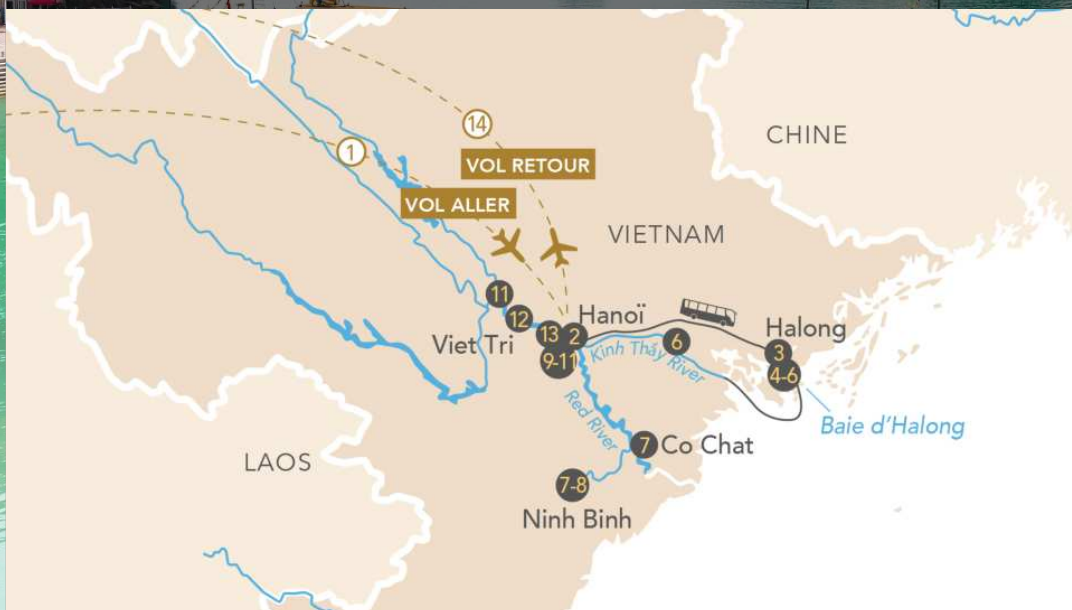 14
CHINE
1
VOL RETOUR
VOL ALLER
VIETNAM
11
12
Hanoï
13
2
Viet Tri
9-11
Kinh Thẩy River
6
Halong
3
4-6
Baie d'Halong
Red River
7
Co Chat
LAOS
7-8
Ninh Binh